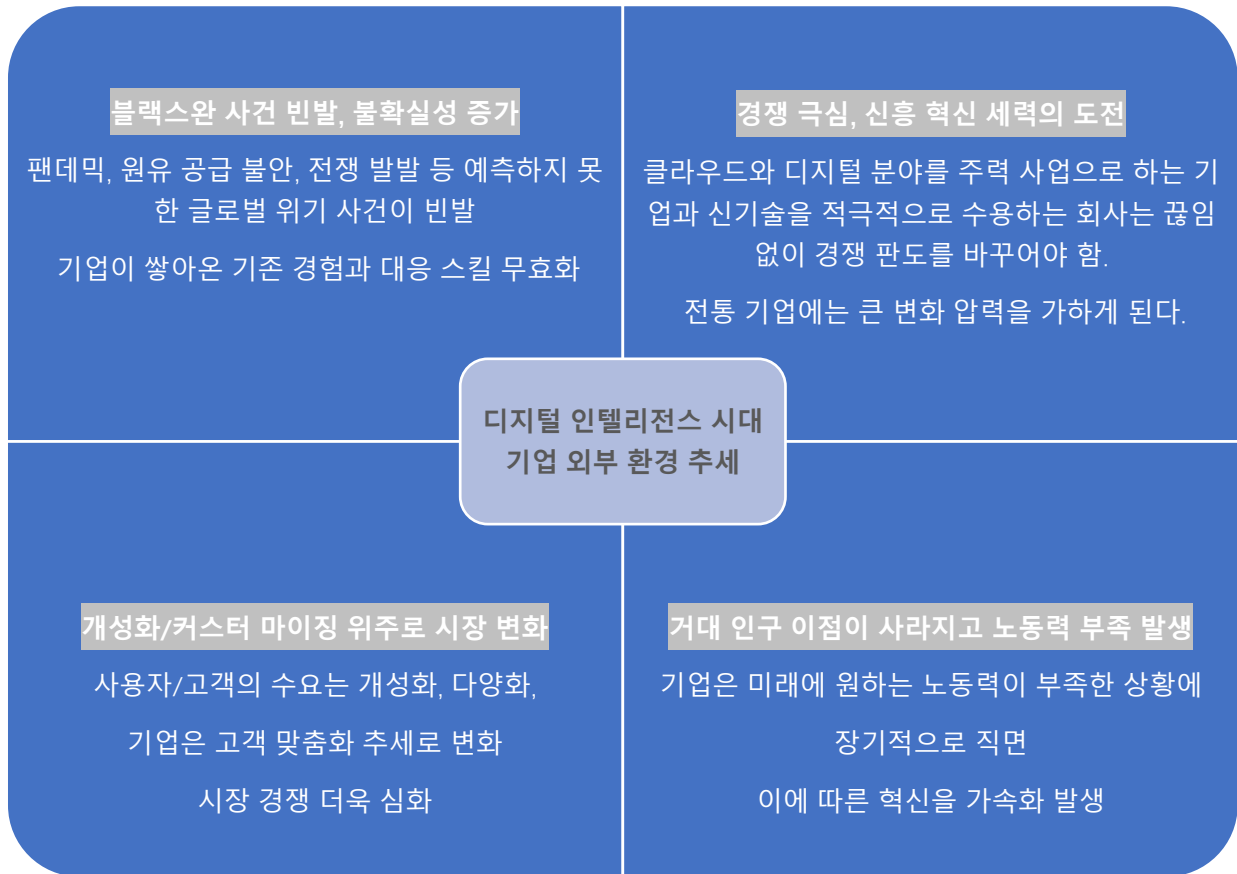 블랙스완 사건 빈발, 불확실성 증가
팬데믹, 원유 공급 불안, 전쟁 발발 등 예측하지 못
한 글로벌 위기 사건이 빈발
기업이 쌓아온 기존 경험과 대응 스킬 무효화
경쟁 극심, 신흥 혁신 세력의 도전
클라우드와 디지털 분야를 주력 사업으로 하는 기
업과 신기술을 적극적으로 수용하는 회사는 끊임
없이 경쟁 판도를 바꾸어야 함.
전통 기업에는 큰 변화 압력을 가하게 된다.
디지털 인텔리전스 시대
기업 외부 환경 추세
개성화/커스터 마이징 위주로 시장 변화
사용자/고객의 수요는 개성화, 다양화,
기업은 고객 맞춤화 추세로 변화
시장 경쟁 더욱 심화
거대 인구 이점이 사라지고 노동력 부족 발생
기업은 미래에 원하는 노동력이 부족한 상황에
장기적으로 직면
이에 따른 혁신을 가속화 발생